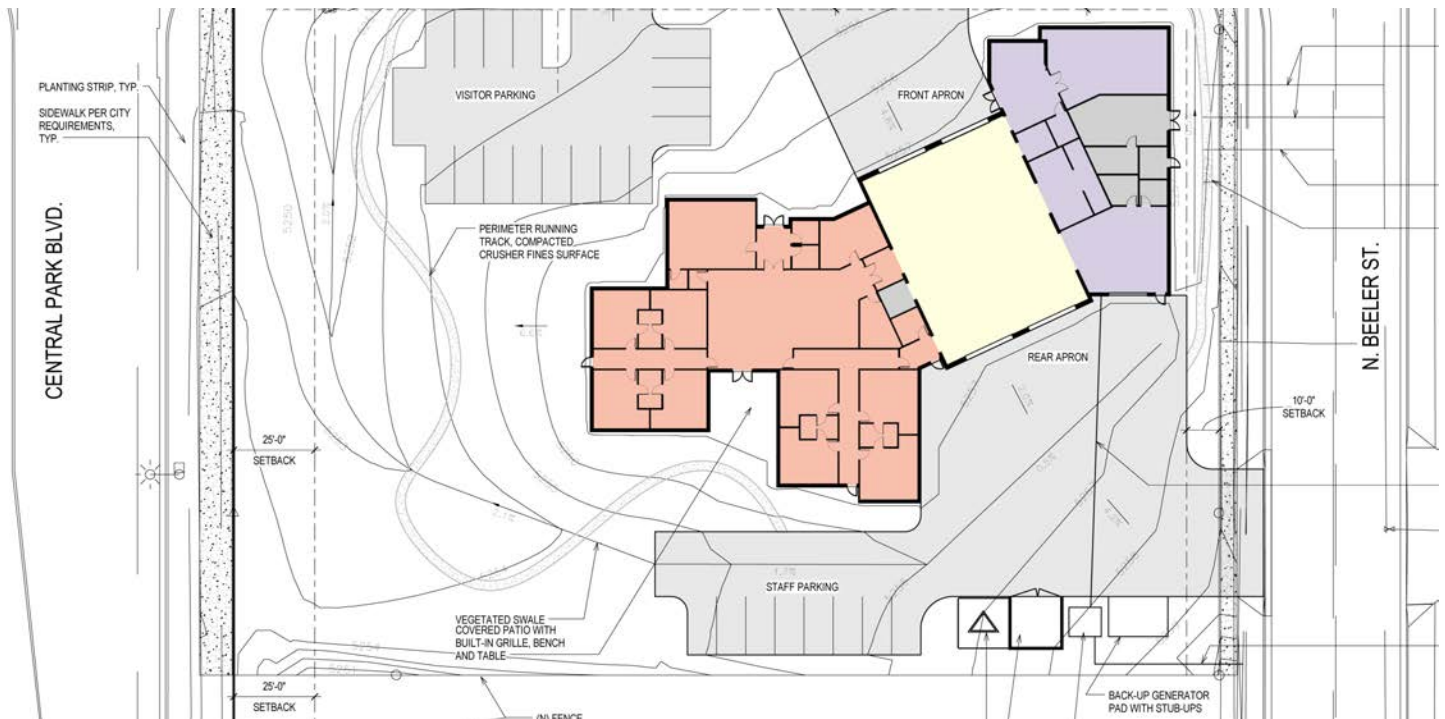 PLANTING STRIP, TYP.
SIDEWALK PER CITY
REQUIREMENTS,
TYP.
VISITOR PARKING
FRONT APRON
CENTRAL PARK BLVD.
5250
PERIMETER RUNNING
TRACK, COMPACTED
CRUSHER FINES SURFACE
N. BEELER ST.
REAR APRON
10'-0"
SETBACK
25'-0"
SETBACK
STAFF PARKING
VEGETATED SWALE
COVERED PATIO WITH
BUILT-IN GRILLE, BENCH
AND TABLE
25'-0"
SETBACK
BACK-UP GENERATOR
PAD WITH STUB-UPS
(N) FENCE